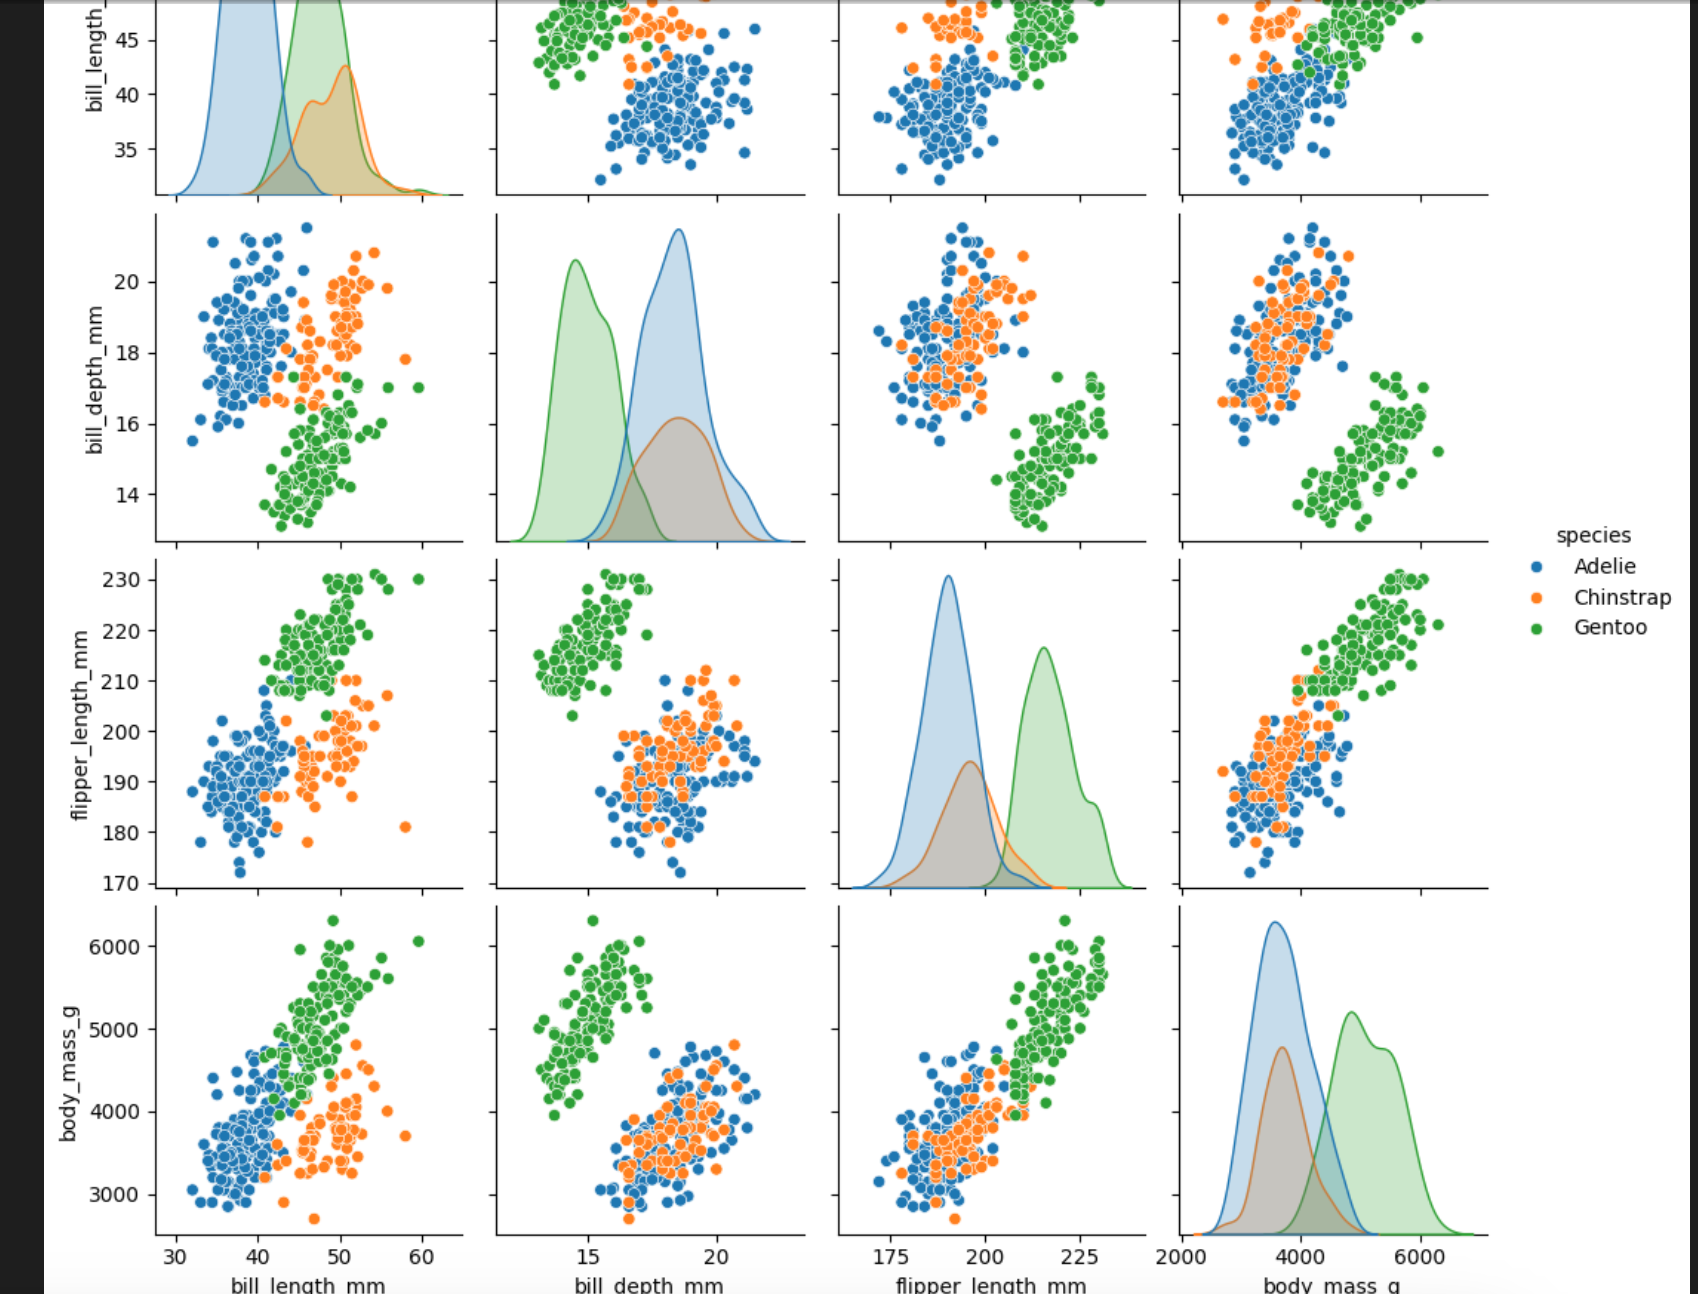 bill_length
45
40
35
bill_depth_mm
20
18
16
14
flipper_length_mm
230
220
210
200
190
180
170
body_mass_g
6000
5000
4000
3000
30 40 50 60
15 20
175 200 225
2000 4000 6000
bill_length_mm
bill_depth_mm
flipper_length_mm
body_mass_g
species
Adelie
Chinstrap
Gentoo